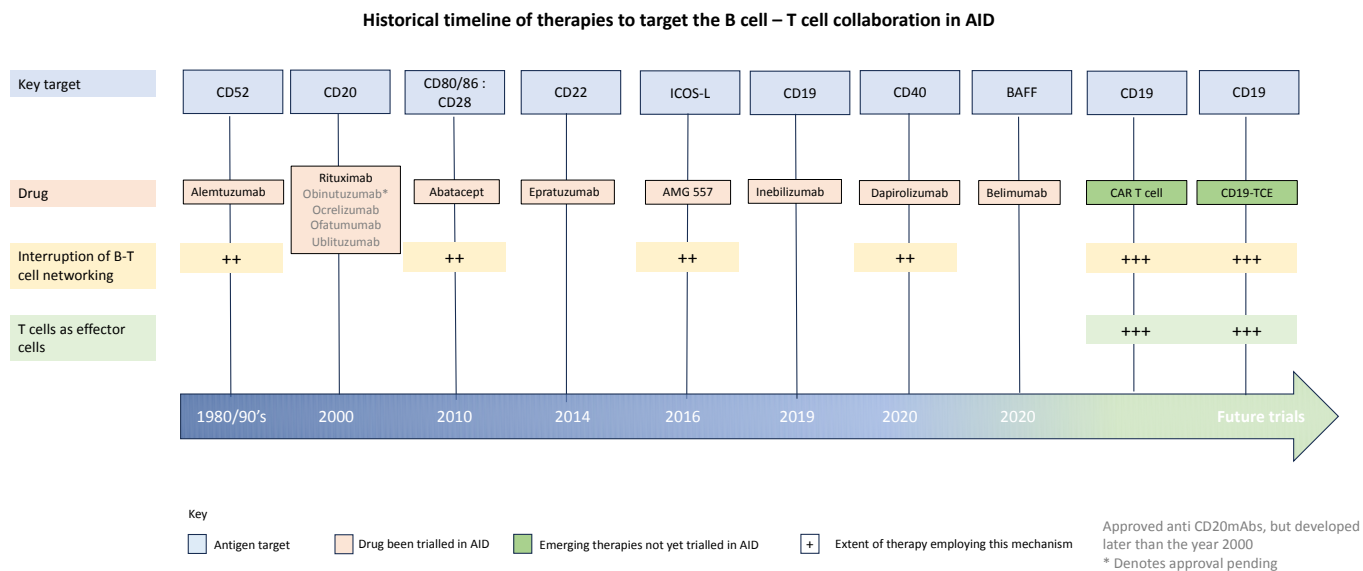 Historical timeline of therapies to target the B cell – T cell collaboration in AID
Key target
CD52
CD20
CD80/86 :
CD28
CD22
ICOS-L
CD19
CD40
BAFF
CD19
CD19
Drug
Alemtuzumab
Rituximab
Obinutuzumab*
Ocrelizumab
Ofatumumab
Ublituzumab
Abatacept
Epratuzumab
AMG 557
Inebilizumab
Dapirolizumab
Belimumab
CAR T cell
CD19-TCE
Interruption of B-T
cell networking
++
++
++
++
+++
+++
T cells as effector
cells
+++
+++
1980/90's
2000
2010
2014
2016
2019
2020
2020
Future trials
Key
Antigen target
Drug been trialled in AID
Emerging therapies not yet trialled in AID
+
Extent of therapy employing this mechanism
Approved anti CD20mAbs, but developed
later than the year 2000
* Denotes approval pending